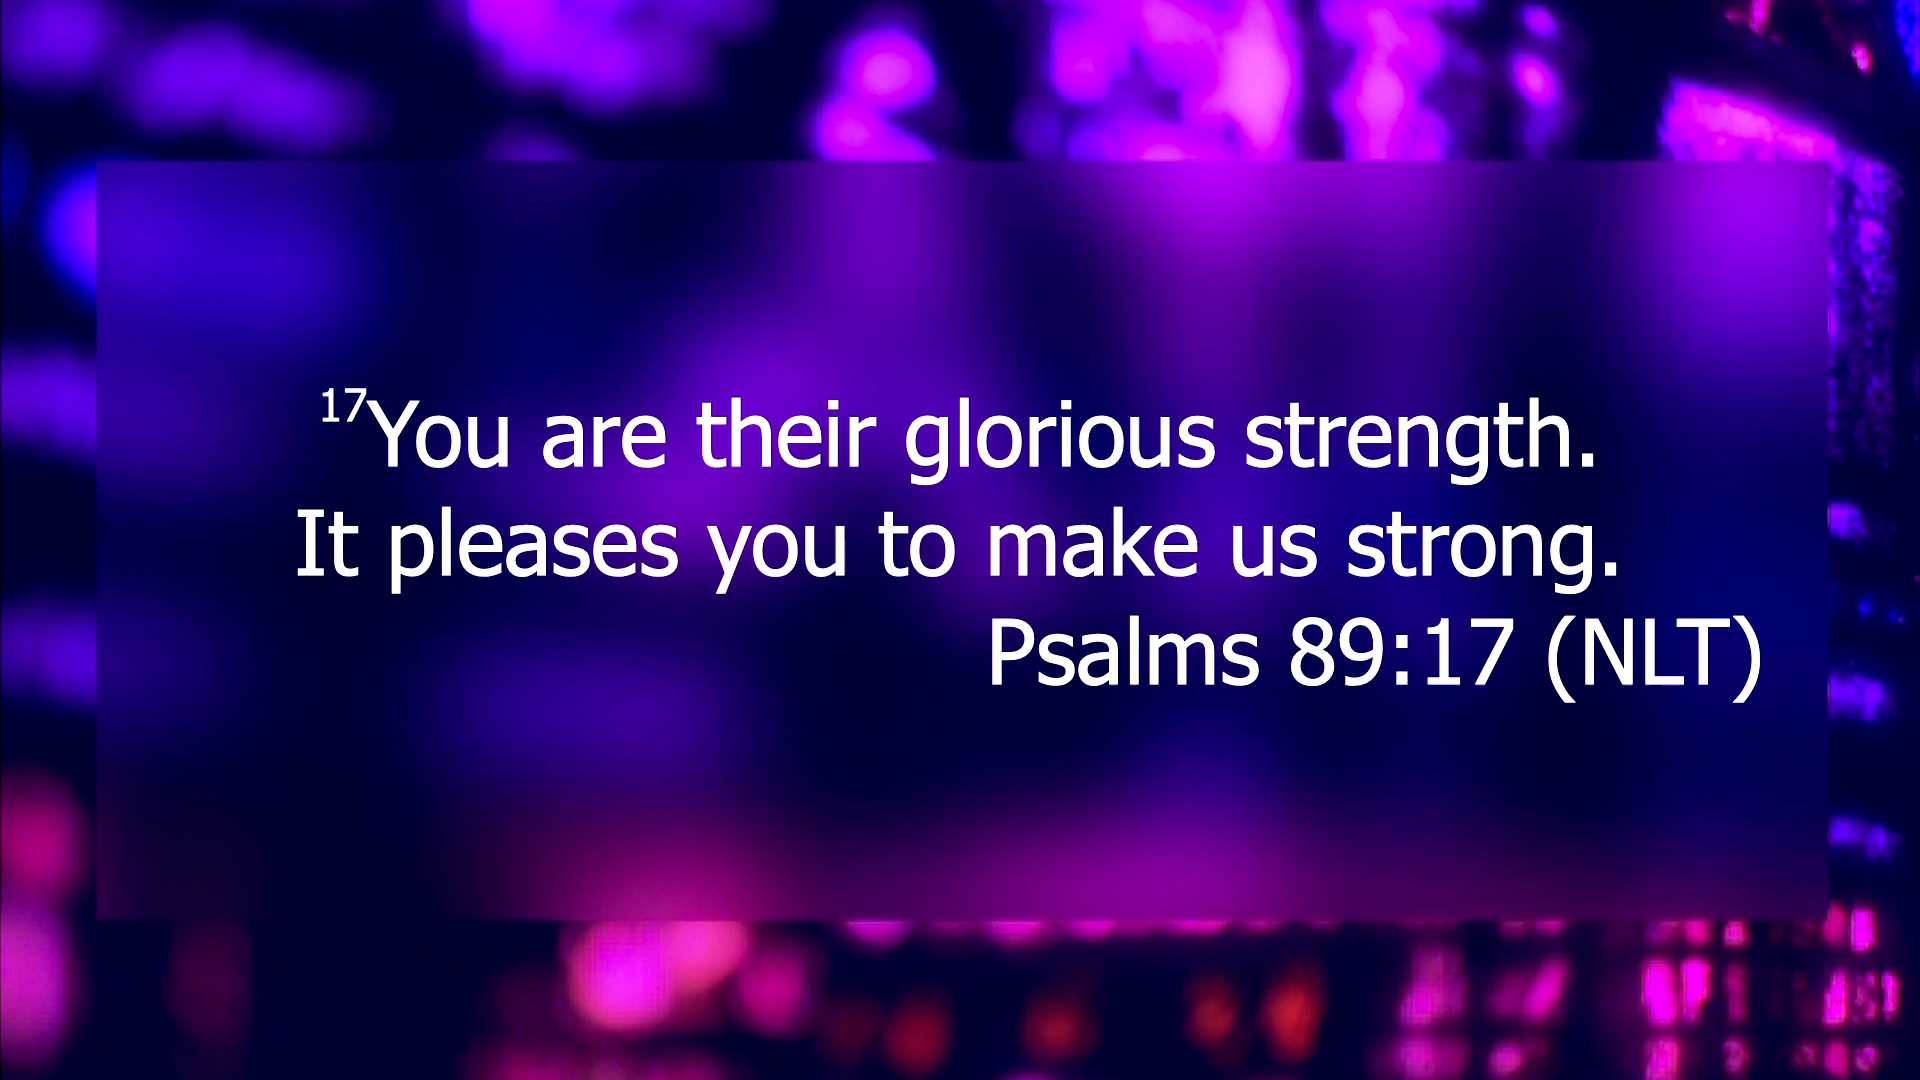 17You are their glorious strength.
It pleases you to make us strong.
Psalms 89:17 (NLT)